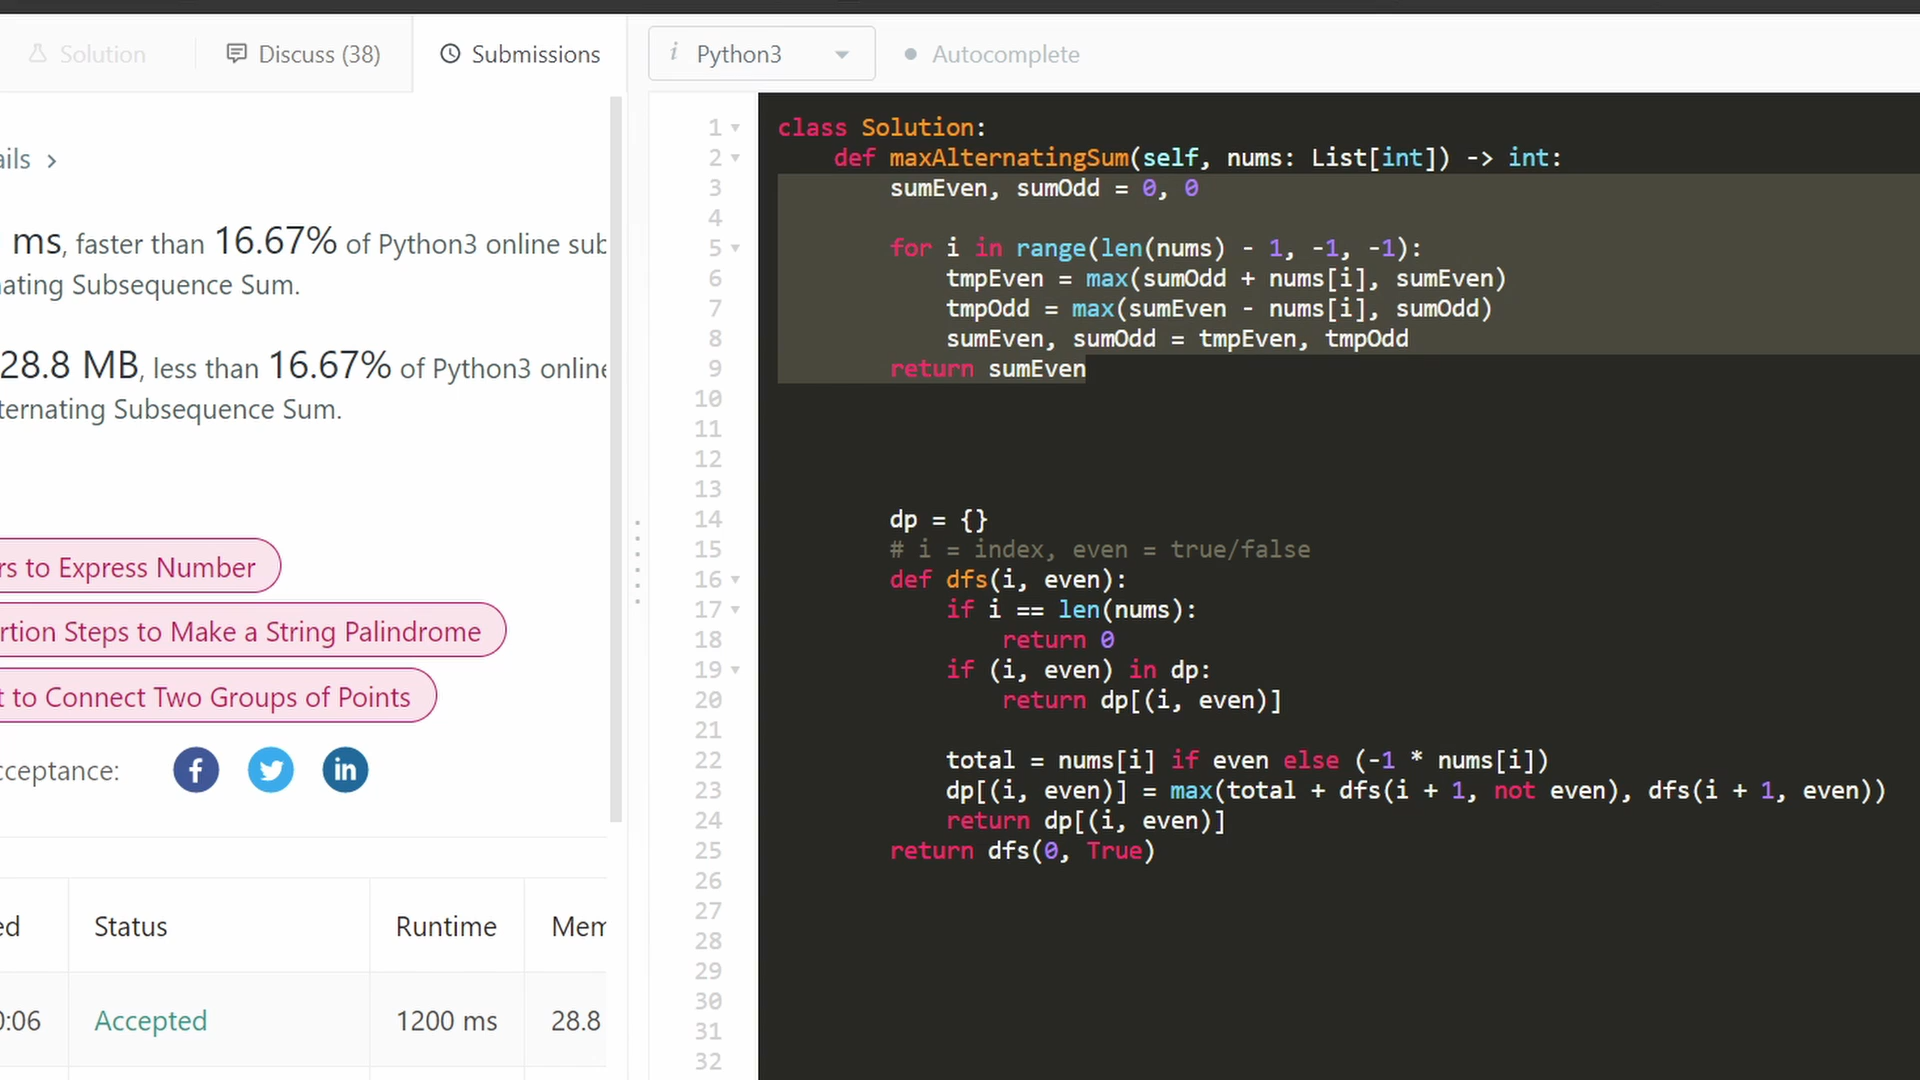 Solution
Discuss (38)
Submissions
ails >
ms, faster than 16.67% of Python3 online sub
nating Subsequence Sum.
28.8 MB, less than 16.67% of Python3 online
ternating Subsequence Sum.
rs to Express Number
rtion Steps to Make a String Palindrome
t to Connect Two Groups of Points
cceptance:
ed
Status
Runtime
Mem
0:06
Accepted
1200 ms
28.8
i Python3
Autocomplete
1 class Solution:
2     def maxAlternatingSum(self, nums: List[int]) -> int:
3         sumEven, sumOdd = 0, 0
4
5         for i in range(len(nums) - 1, -1, -1):
6             tmpEven = max(sumOdd + nums[i], sumEven)
7             tmpOdd = max(sumEven - nums[i], sumOdd)
8             sumEven, sumOdd = tmpEven, tmpOdd
9         return sumEven
10
11
12
13
14         dp = {}
15         # i = index, even = true/false
16         def dfs(i, even):
17             if i == len(nums):
18                 return 0
19             if (i, even) in dp:
20                 return dp[(i, even)]
21
22             total = nums[i] if even else (-1 * nums[i])
23             dp[(i, even)] = max(total + dfs(i + 1, not even), dfs(i + 1, even))
24             return dp[(i, even)]
25         return dfs(0, True)
26
27
28
29
30
31
32